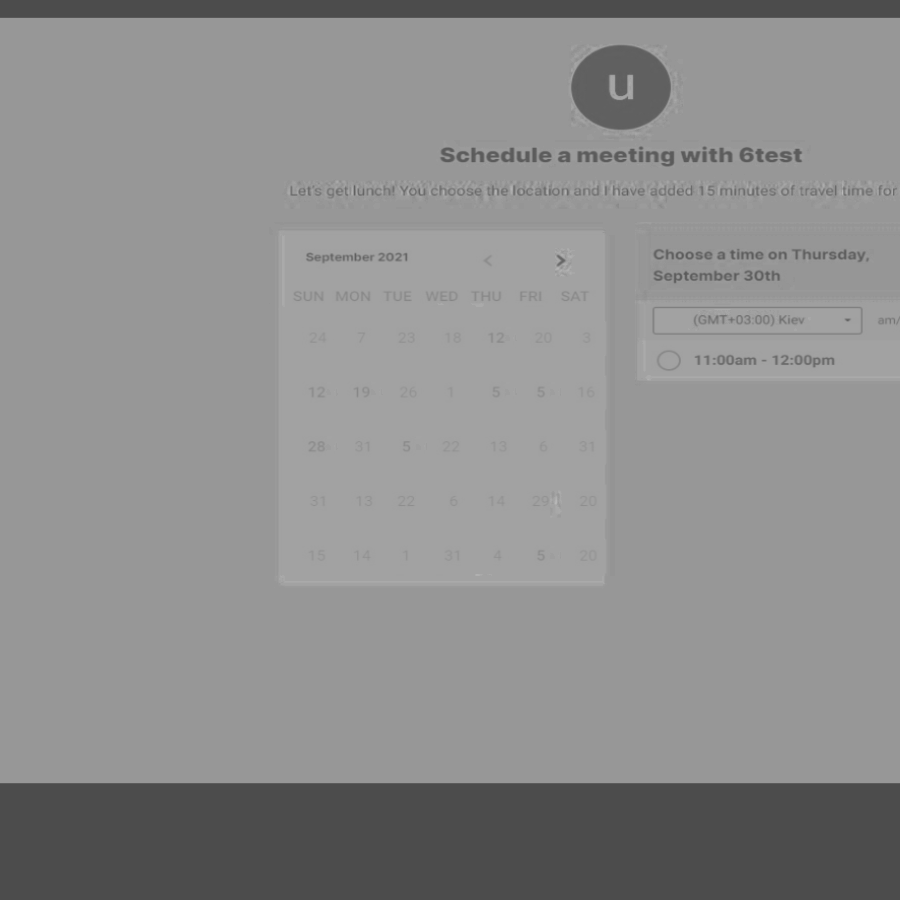 u
Schedule a meeting with 6test
Let's get lunch! You choose the location and I have added 15 minutes of travel time for
September 2021 < >
SUN MON TUE WED THU FRI SAT
24 7 23 18 12 20 3
12 19 26 1 5 5 16
28 31 5 22 13 6 31
31 13 22 6 14 29 20
15 14 1 31 4 5 20
Choose a time on Thursday,
September 30th
(GMT+03:00) Kiev am/
11:00am - 12:00pm